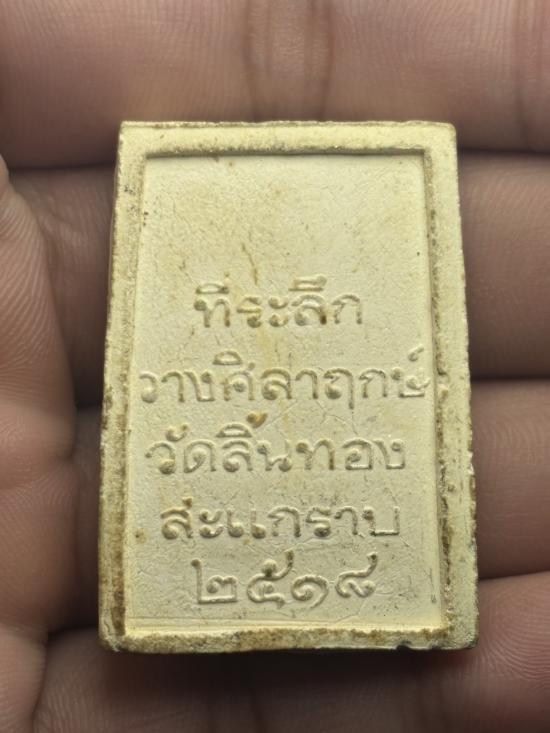 ที่ระลึก
วางศิลาฤกษ์
วัดลิ้นทอง
สะแกราบ
๒๕๑๘